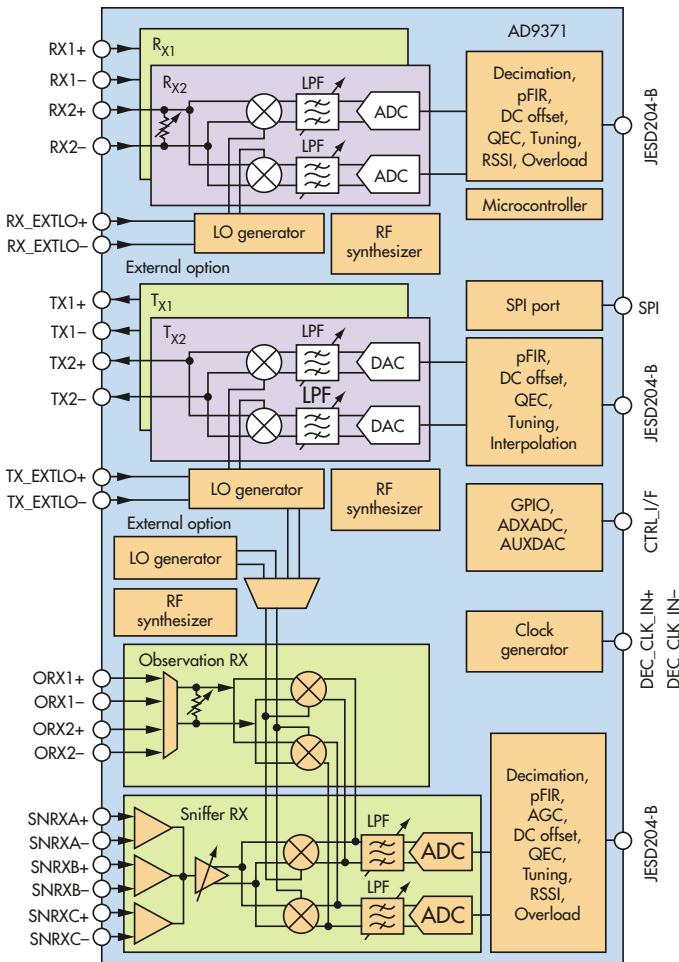 AD9371
RX1+
RX1–
RX2+
RX2–
RX1
RX2
LPF
ADC
LPF
ADC
Decimation,
pFIR,
DC offset,
QEC, Tuning,
RSSI, Overload
JESD204-B
Microcontroller
RX_EXTLO+
RX_EXTLO–
LO generator
RF
synthesizer
External option
TX1+
TX1–
TX2+
TX2–
TX1
TX2
LPF
DAC
LPF
DAC
SPI port
SPI
pFIR,
DC offset,
QEC,
Tuning,
Interpolation
JESD204-B
TX_EXTLO+
TX_EXTLO–
LO generator
RF
synthesizer
External option
GPIO,
ADXADC,
AUXDAC
CTRL_I/F
LO generator
RF
synthesizer
Clock
generator
DEC_CLK_IN+
DEC_CLK_IN–
Observation RX
ORX1+
ORX1–
ORX2+
ORX2–
Sniffer RX
SNRXA+
SNRXA–
SNRXB+
SNRXB–
SNRXC+
SNRXC–
LPF
ADC
LPF
ADC
Decimation,
pFIR,
AGC,
DC offset,
QEC,
Tuning,
RSSI,
Overload
JESD204-B